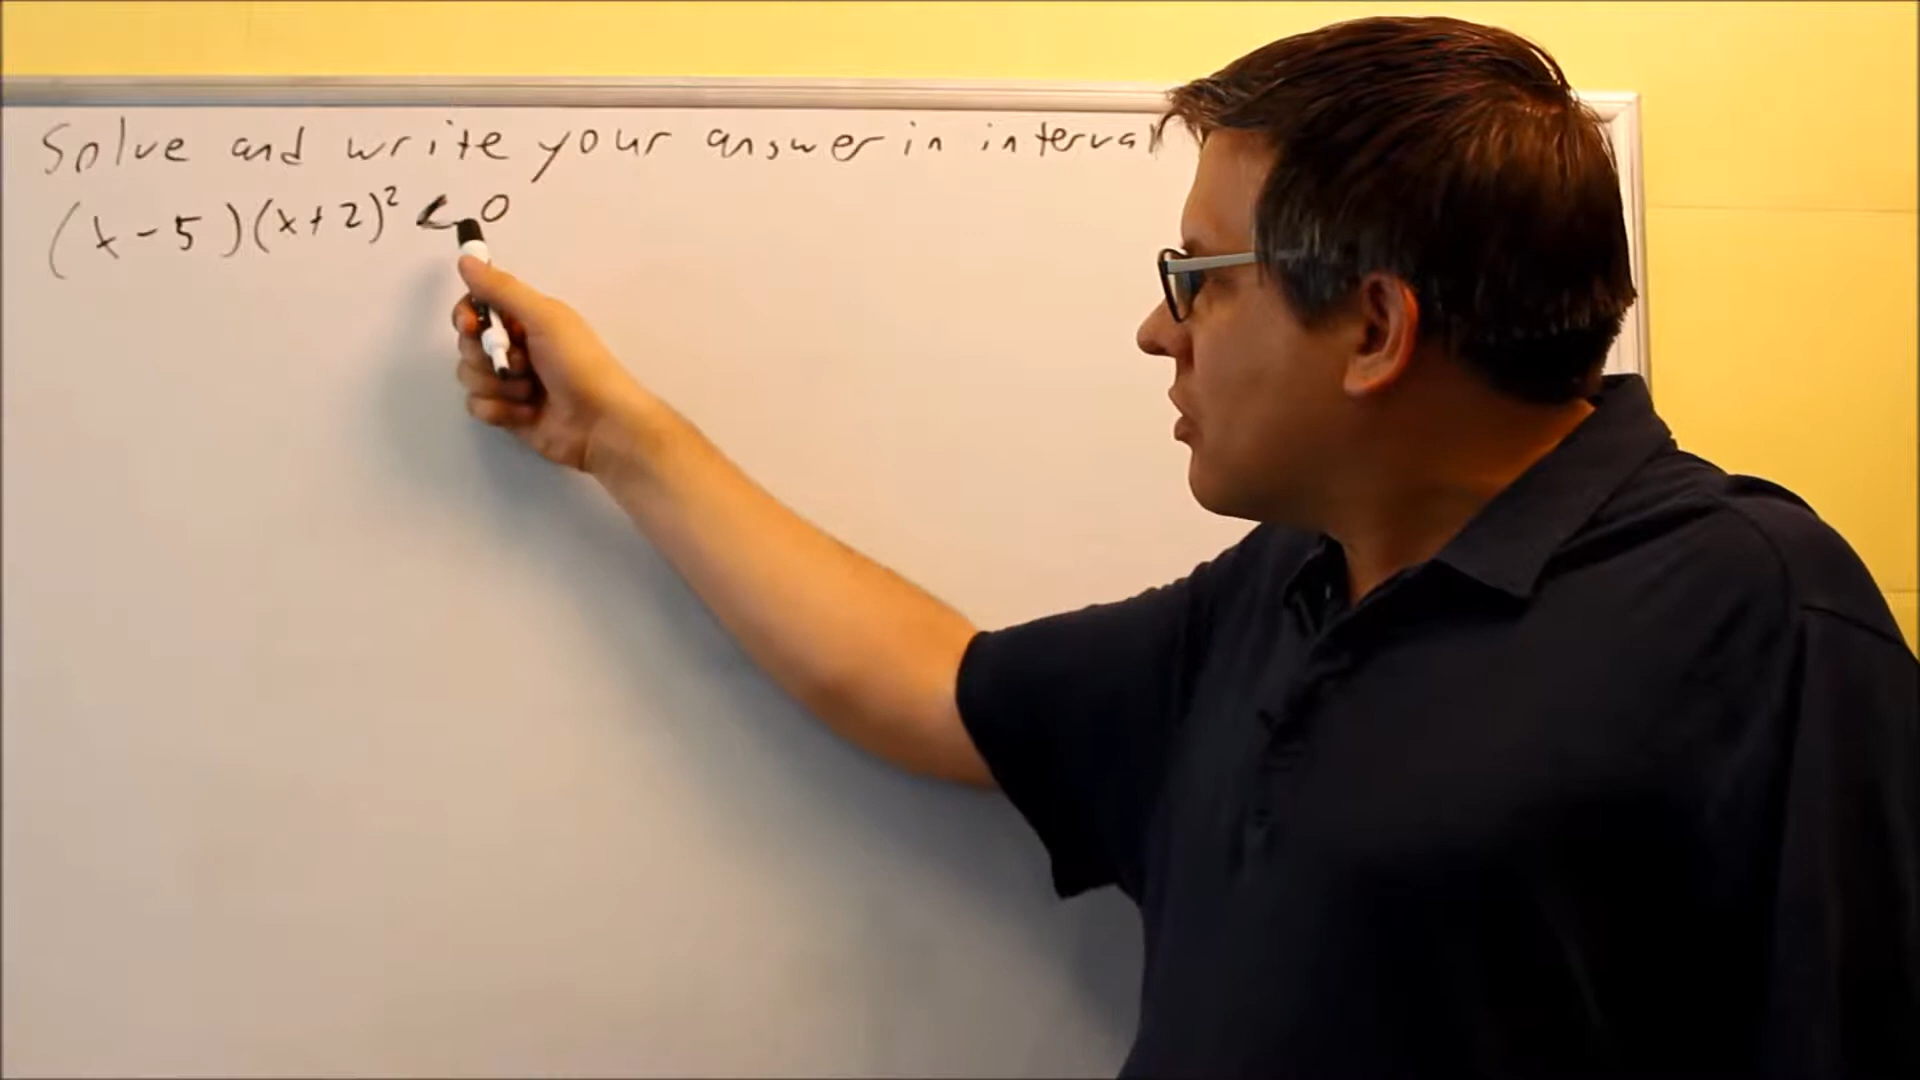 Solve and write your answer in interval
(x-5)(x+2)² < 0